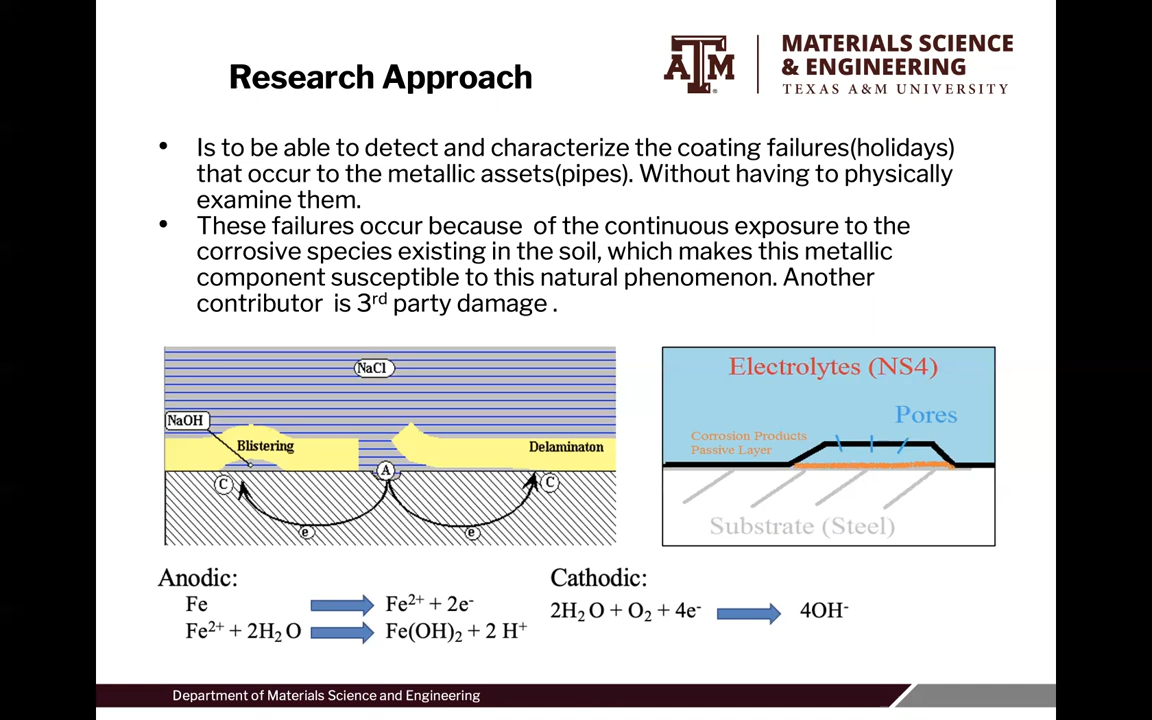 Research Approach
MATERIALS SCIENCE
& ENGINEERING
TEXAS A&M UNIVERSITY
• Is to be able to detect and characterize the coating failures(holidays)
that occur to the metallic assets(pipes). Without having to physically
examine them.
• These failures occur because of the continuous exposure to the
corrosive species existing in the soil, which makes this metallic
component susceptible to this natural phenomenon. Another
contributor is 3rd party damage .
NaCl
NaOH
Blistering
Delaminaton
A
C
C
e
e
Electrolytes (NS4)
Pores
Corrosion Products
Passive Layer
Substrate (Steel)
Anodic:
Fe Fe2+ + 2e-
Fe2+ + 2H2 O Fe(OH)2 + 2 H+
Cathodic:
2H2 O + O2 + 4e- 4OH-
Department of Materials Science and Engineering
ATM